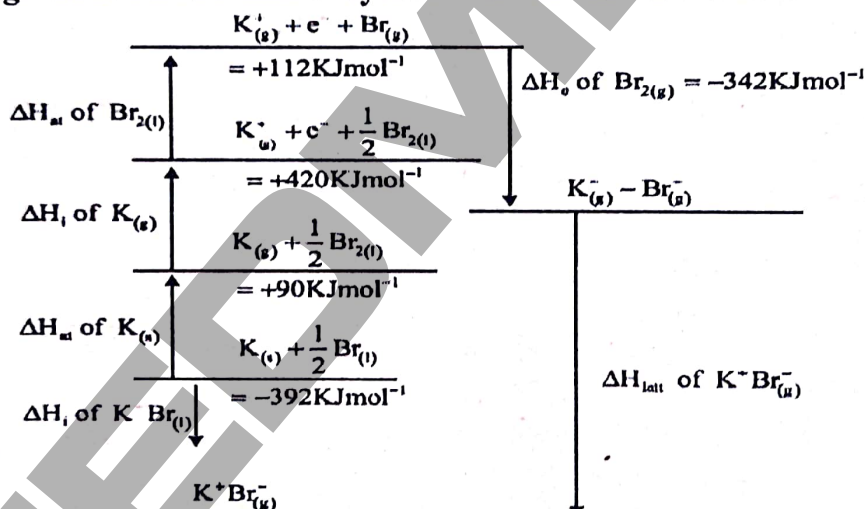 K⁺(g) + e⁻ + Br(g)
= +112KJmol⁻¹
ΔHₑ of Br₂(g) = −342KJmol⁻¹
ΔHₐₜ of Br₂(l)
K⁺(g) + e⁻ + 1/2 Br₂(l)
= +420KJmol⁻¹
K⁻(g) − Br⁻(g)
ΔHᵢ of K(g)
K(g) + 1/2 Br₂(l)
= +90KJmol⁻¹
ΔHₐₜ of K(s)
K(s) + 1/2 Br(l)
ΔHₗₐₜₜ of K⁺Br⁻(g)
= −392KJmol⁻¹
ΔHᵢ of K Br(l)
K⁺Br⁻(g)